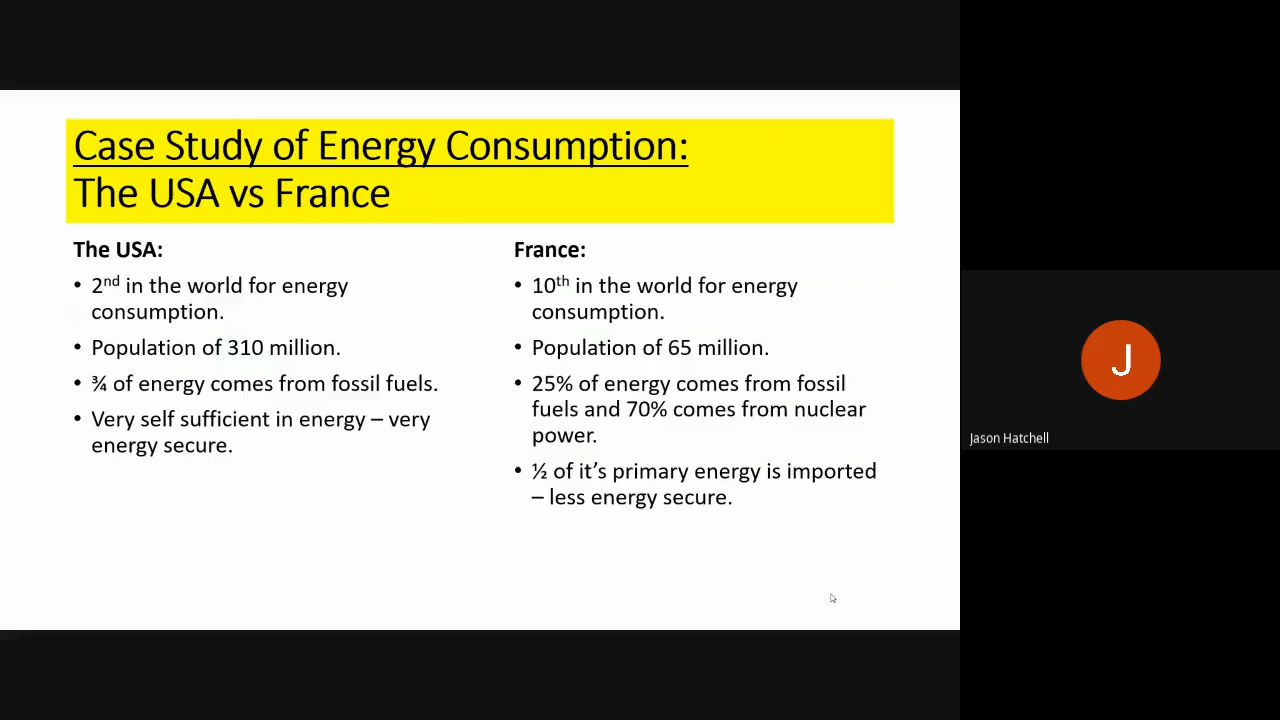 Case Study of Energy Consumption:
The USA vs France
The USA:
• 2nd in the world for energy
consumption.
• Population of 310 million.
• ¾ of energy comes from fossil fuels.
• Very self sufficient in energy – very
energy secure.
France:
• 10th in the world for energy
consumption.
• Population of 65 million.
• 25% of energy comes from fossil
fuels and 70% comes from nuclear
power.
• ½ of it’s primary energy is imported
– less energy secure.
J
Jason Hatchell